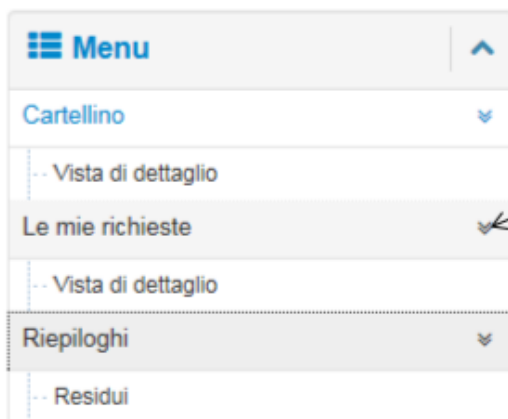 Menu
Cartellino
Vista di dettaglio
Le mie richieste
Vista di dettaglio
Riepiloghi
Residui